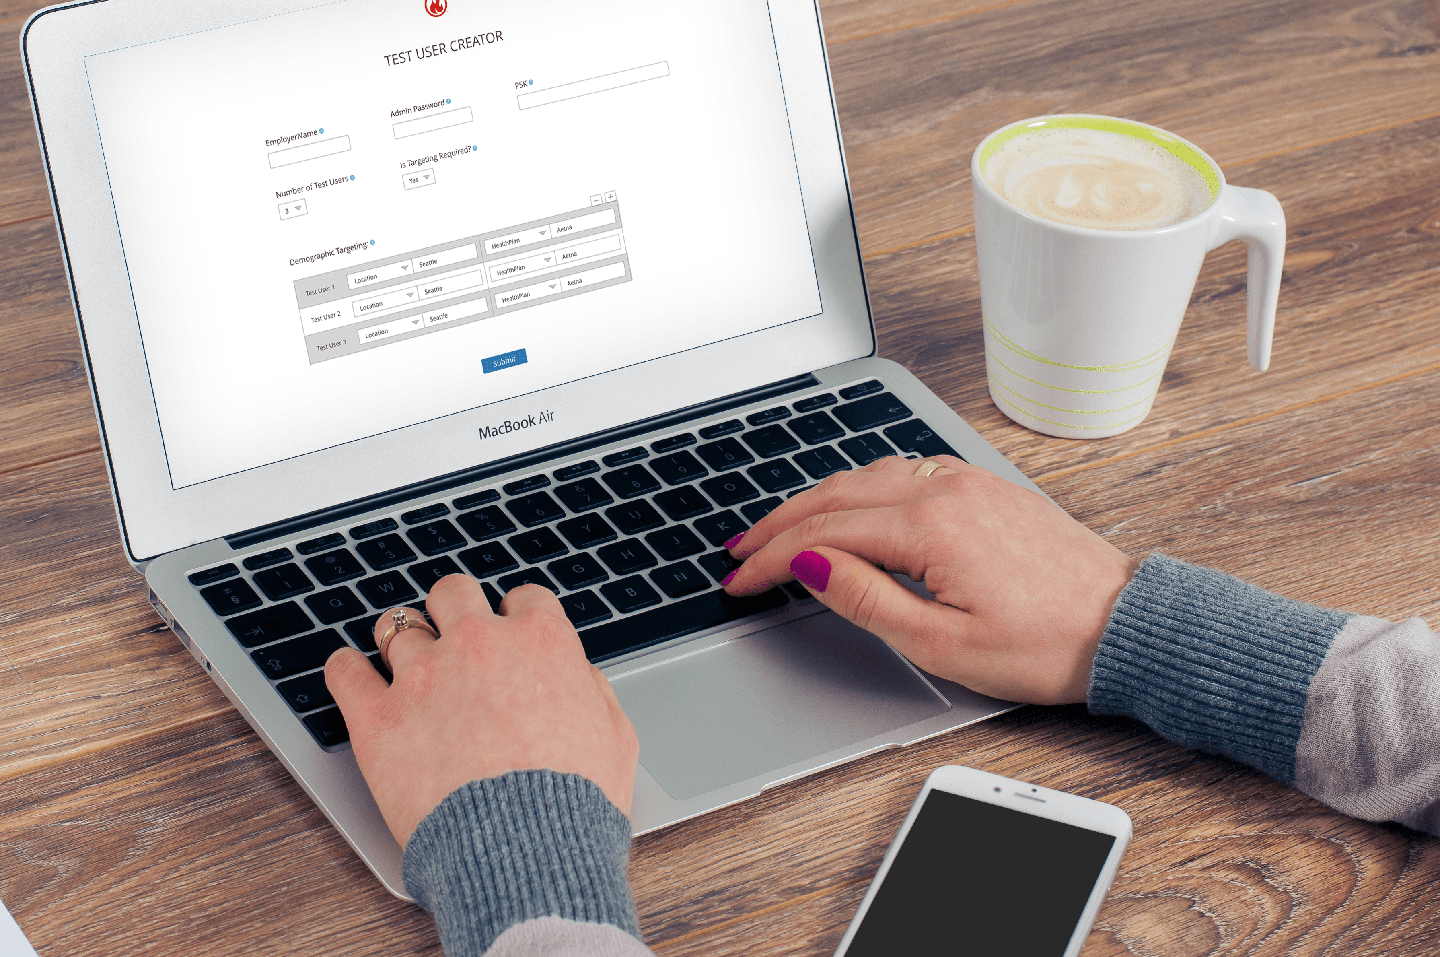 TEST USER CREATOR
EmployerName
Admin Password
PSK
Number of Test Users
3
Is Targeting Required?
Yes
Demographic Targeting:
− +
Test User 1 Location Seattle HealthPlan Aetna
Test User 2 Location Seattle HealthPlan Aetna
Test User 3 Location Seattle HealthPlan Aetna
Submit
MacBook Air